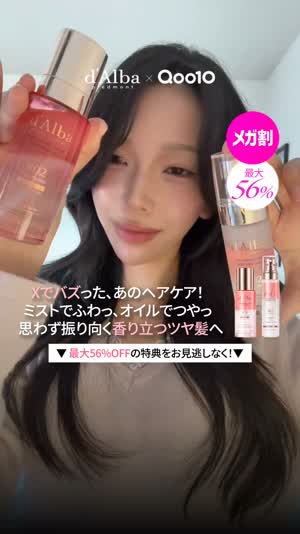 d'Alba × Qoo10
piedmont
メガ割
最大
56%
d'Alba
Xでバズった、あのヘアケア！
ミストでふわっ、オイルでつやっ
思わず振り向く香り立つツヤ髪へ
▼ 最大56%OFFの特典をお見逃しなく！▼